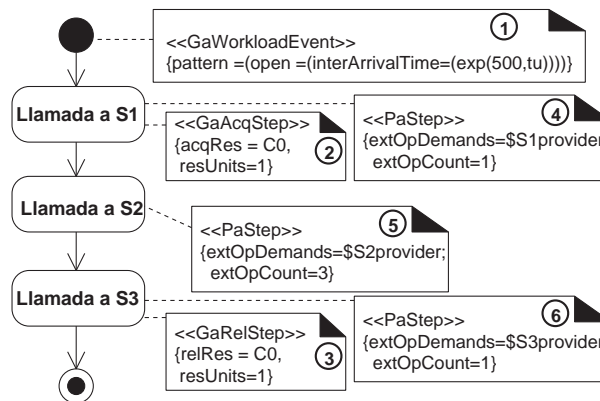 1
<<GaWorkloadEvent>>
{pattern =(open =(interArrivalTime=(exp(500,tu))))}
Llamada a S1
<<GaAcqStep>>
{acqRes = C0,
resUnits=1}
2
<<PaStep>>
4
{extOpDemands=$S1provider;
extOpCount=1}
Llamada a S2
<<PaStep>>
5
{extOpDemands=$S2provider;
extOpCount=3}
Llamada a S3
<<GaRelStep>>
{relRes = C0,
resUnits=1}
3
<<PaStep>>
6
{extOpDemands=$S3provider;
extOpCount=1}